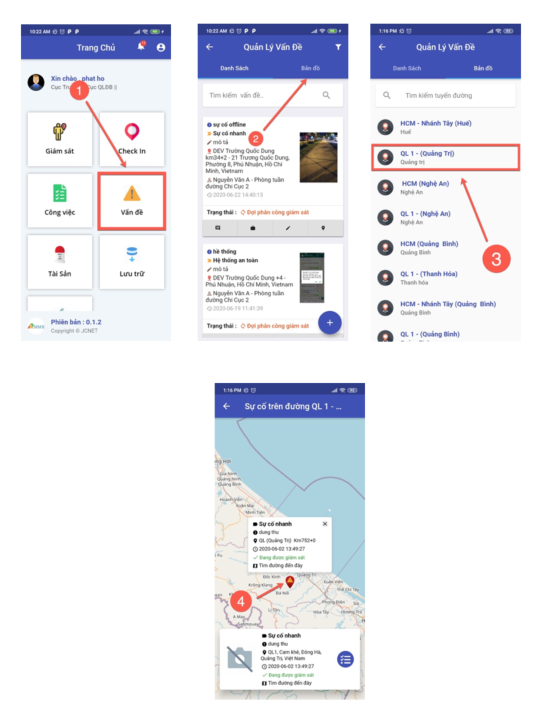 10:22 AM
Trang Chủ
Xin chào , phat ho
Cục Trư
ục QLĐB ||
1
Giám sát
Check In
Công việc
Vấn đề
Tài Sản
Lưu trữ
Phiên bản : 0.1.2
Copyright © JCNET
10:22 AM
Quản Lý Vấn Đề
Danh Sách
Bản đồ
Tìm kiếm vấn đề..
2
sự cố offline
Sự cố nhanh
mô tả
DEV Trường Quốc Dung
km34+2 - 21 Trương Quốc Dung,
Phường 8, Phú Nhuận, Hồ Chí
Minh, Vietnam
Nguyễn Văn A - Phòng tuần
đường Chi Cục 2
2020-06-22 14:40:13
Trạng thái : Đợi phân công giám sát
hê thống
Hệ thống an toàn
mô tả
DEV Trường Quốc Dung +4 -
Phú Nhuận, Hồ Chí Minh, Vietnam
Nguyễn Văn A - Phòng tuần
đường Chi Cục 2
2020-06-19 11:41:39
Trạng thái : Đợi phân công giám sát
+
1:16 PM
Quản Lý Vấn Đề
Danh Sách
Bản đồ
Tìm kiếm tuyến đường
HCM - Nhánh Tây (Huế)
Huế
QL 1 - (Quảng Trị)
Quảng trị
HCM (Nghệ An)
Nghệ An
QL 1 - (Nghệ An)
Nghệ An
HCM (Quảng Bình)
Quảng Bình
3
QL 1 - (Thanh Hóa)
Thanh hóa
HCM - Nhánh Tây (Quảng Bình)
Quảng Bình
QL 1 - (Quảng Bình)
1:16 PM
Sự cố trên đường QL 1 - ...
Sự cố nhanh
dung thu
QL (Quảng Trị) Km752+0
2020-06-02 13:49:27
Đang được giám sát
Tìm đường đến đây
4
Sự cố nhanh
dung thu
QL1, Cam khê, Đông Hà,
Quảng Trị, Việt Nam
2020-06-02 13:49:27
Đang được giám sát
Tìm đường đến đây